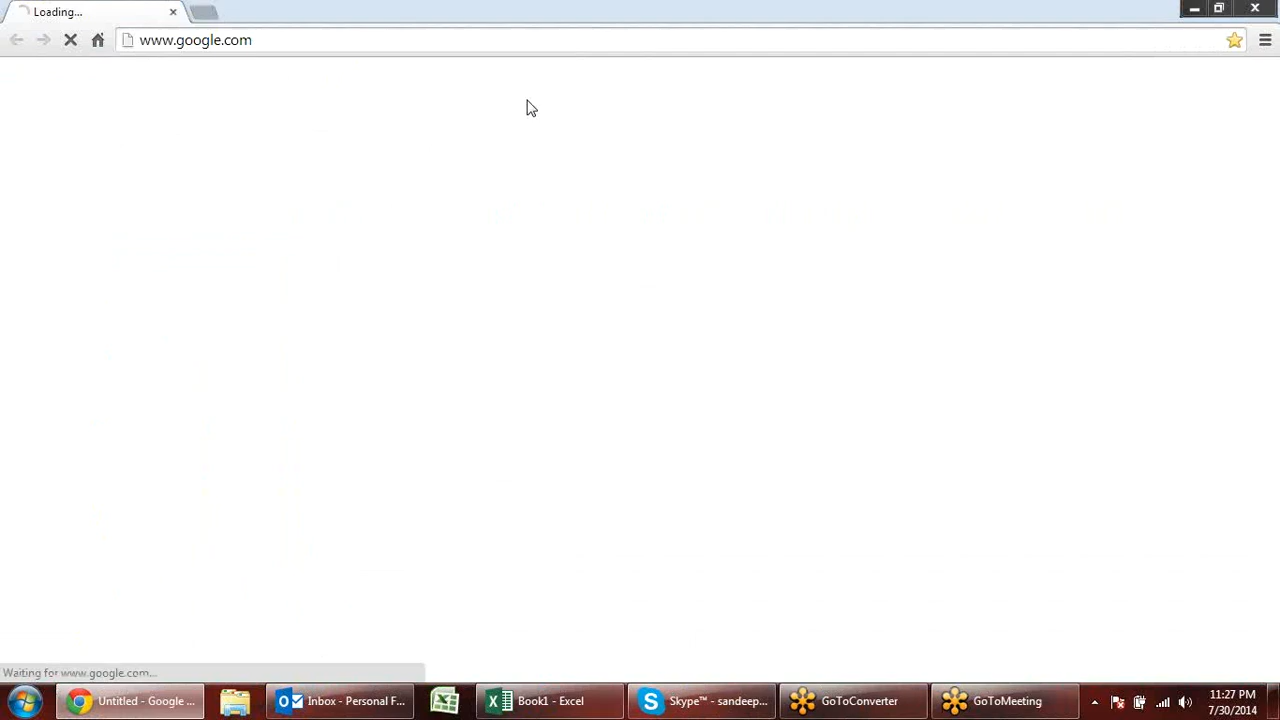 Loading...
www.google.com
Waiting for www.google.com...
Untitled - Google ...
Inbox - Personal F...
Book1 - Excel
Skype™ - sandeep...
GoToConverter
GoToMeeting
11:27 PM
7/30/2014